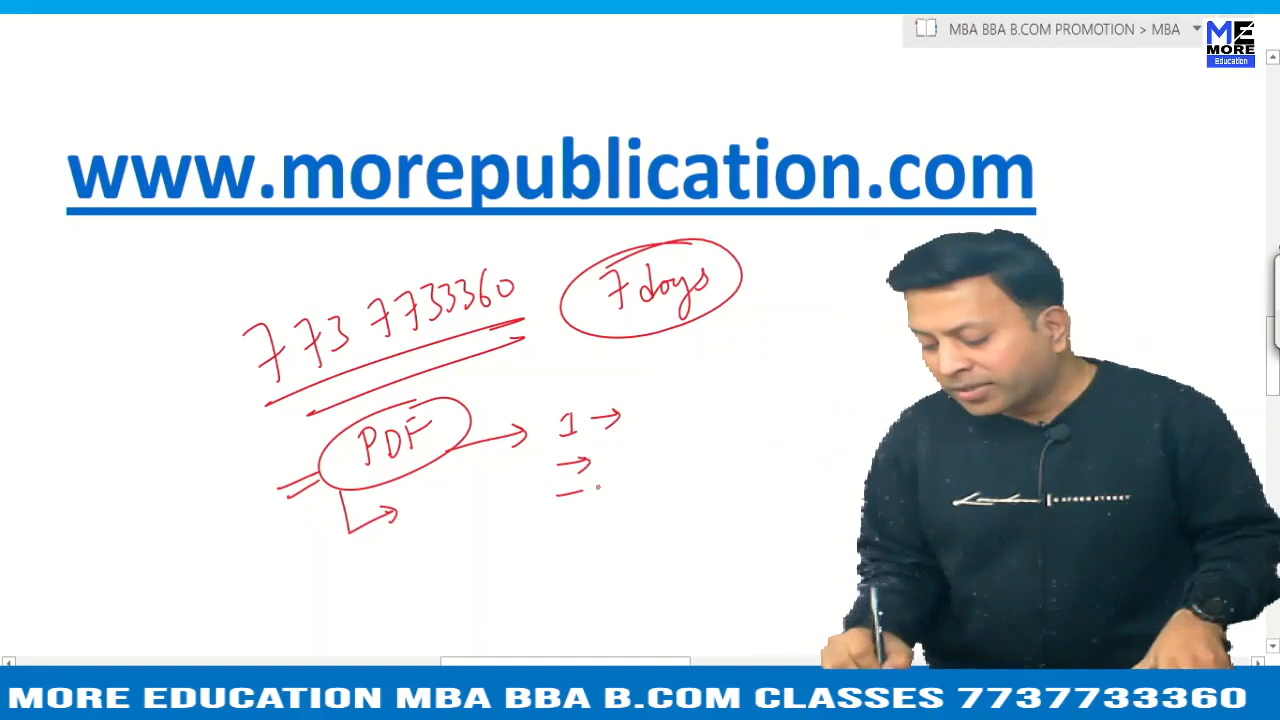 MBA BBA B.COM PROMOTION > MBA
ME
MORE
Education
www.morepublication.com
773 7733360
7 days
PDF
1 →
MORE EDUCATION MBA BBA B.COM CLASSES 7737733360